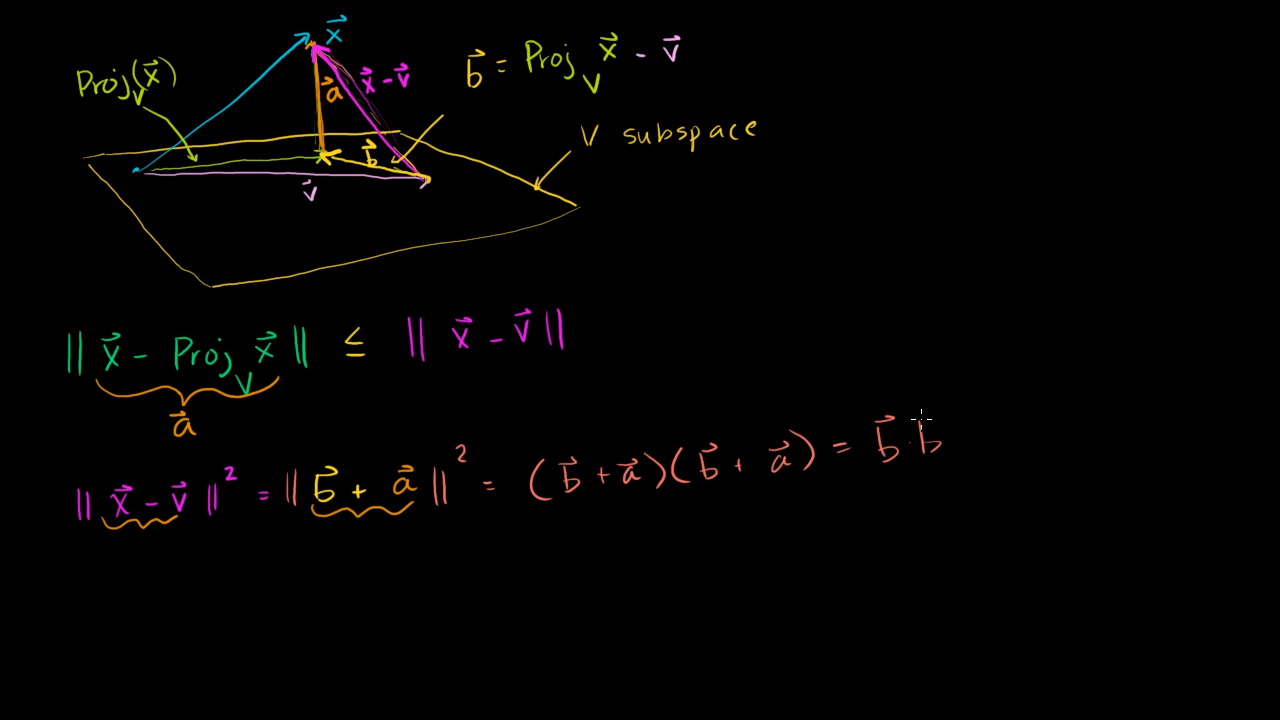 x⃗
Proj_V(x⃗)
a⃗
x⃗ - v⃗
b⃗ = Proj_V x⃗ - v⃗
V subspace
b⃗
v⃗
|| x⃗ - Proj_V x⃗ || ≤ || x⃗ - v⃗ ||
a⃗
|| x⃗ - v⃗ ||² = || b⃗ + a⃗ ||² = (b⃗ + a⃗)(b⃗ + a⃗) = b⃗ · b